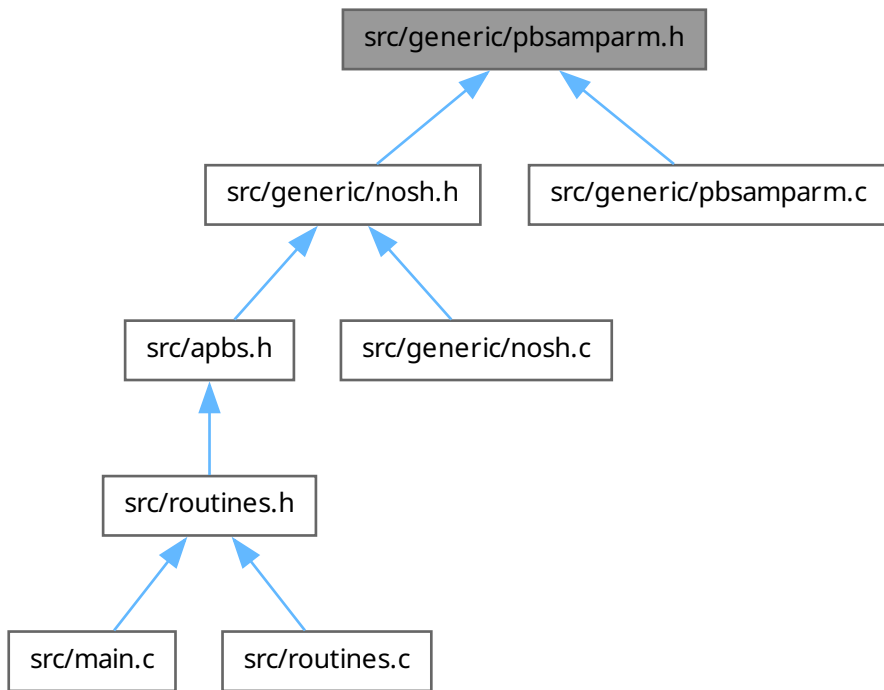 src/generic/pbsamparm.h
src/generic/nosh.h
src/generic/pbsamparm.c
src/apbs.h
src/generic/nosh.c
src/routines.h
src/main.c
src/routines.c